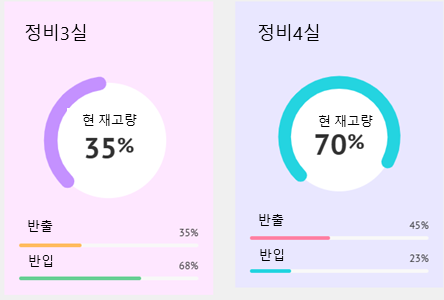 정비3실
현 재고량
35%
반출
35%
반입
68%
정비4실
현 재고량
70%
반출
45%
반입
23%